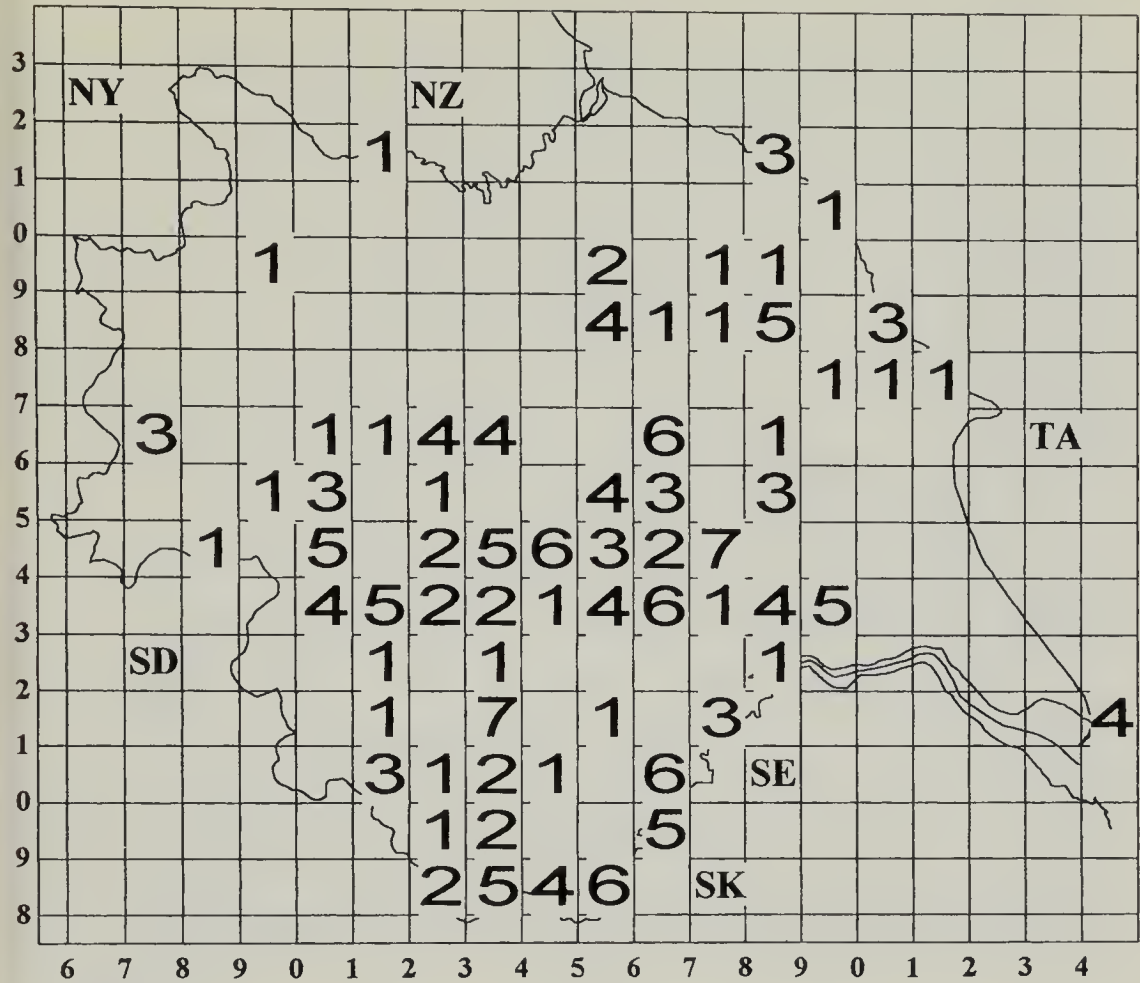 3
NY NZ
2
1 3
1
1
0
1 2 1 1
9
4 1 1 5 3
8
1 1 1
7
3 1 1 4 4 6 1 TA
6
1 3 1 4 3 3
5
1 5 2 5 6 3 2 7
4
4 5 2 2 1 4 6 1 4 5
3
SD 1 1 1
2
1 7 1 3 4
1
3 1 2 1 6 SE
0
1 2 5
9
2 5 4 6 SK
8
6 7 8 9 0 1 2 3 4 5 6 7 8 9 0 1 2 3 4